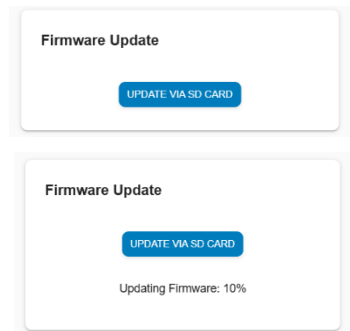 Firmware Update
UPDATE VIA SD CARD
Firmware Update
UPDATE VIA SD CARD
Updating Firmware: 10%